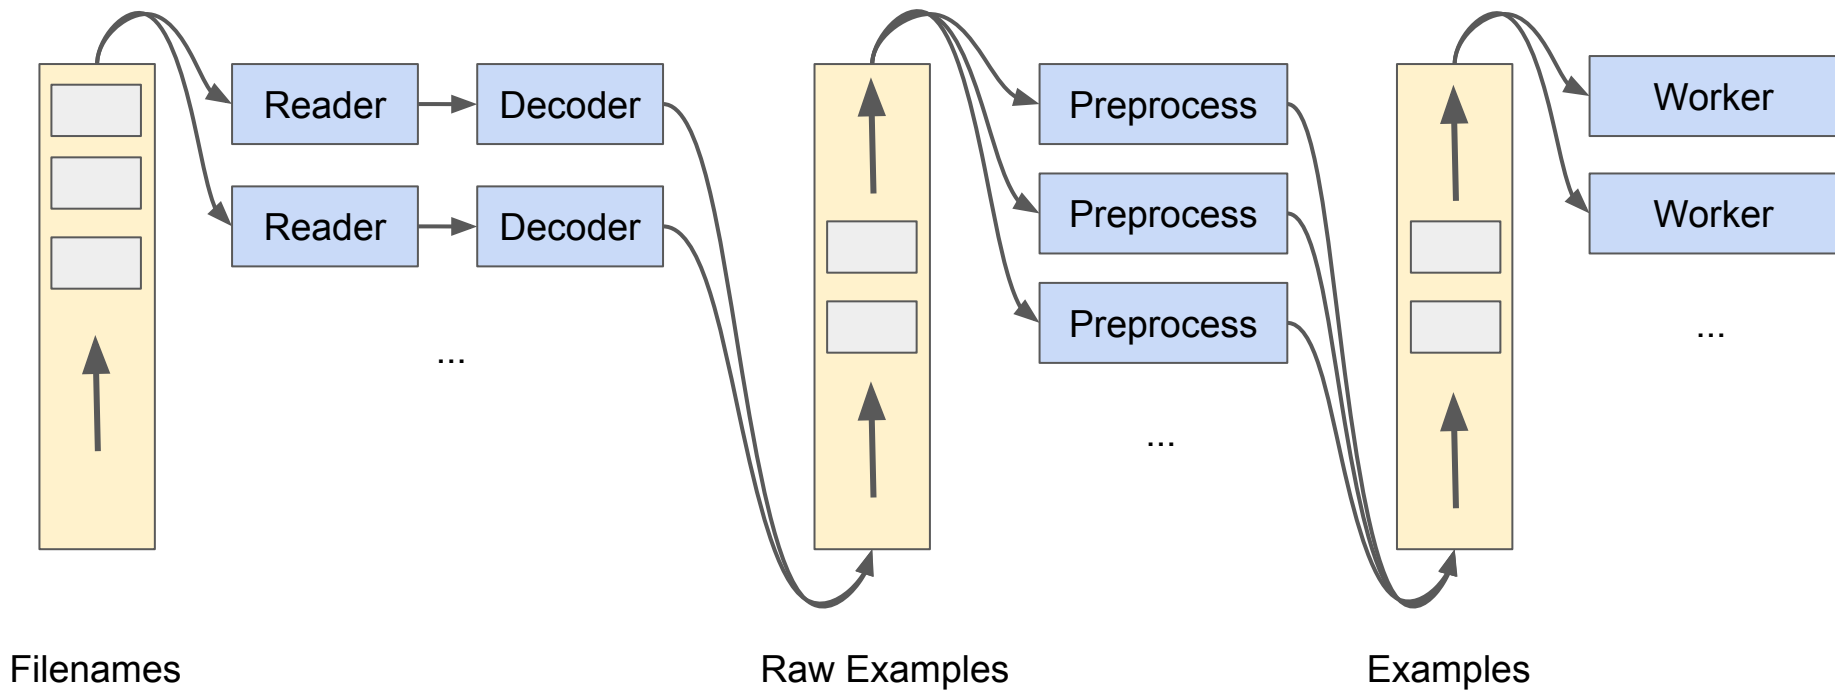 Reader
Decoder
Preprocess
Worker
Reader
Decoder
Preprocess
Worker
...
Preprocess
...
...
Filenames
Raw Examples
Examples